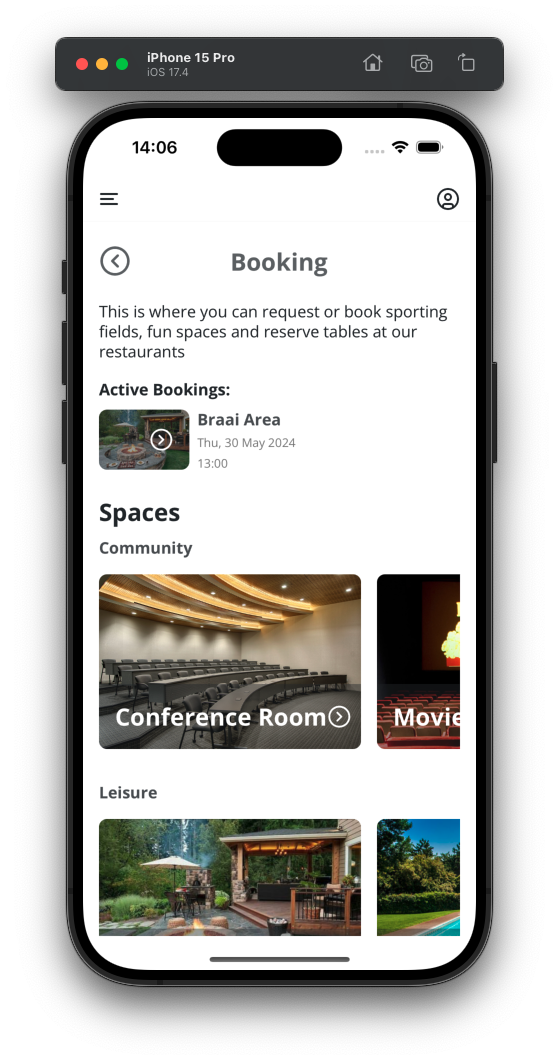 iPhone 15 Pro
iOS 17.4
14:06
Booking
This is where you can request or book sporting
fields, fun spaces and reserve tables at our
restaurants
Active Bookings:
Braai Area
Thu, 30 May 2024
13:00
Spaces
Community
Conference Room
Movie
Leisure